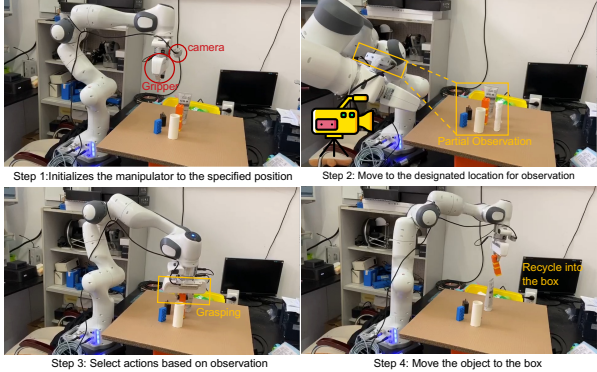 camera
Gripper
Step 1:Initializes the manipulator to the specified position
Partial Observation
Step 2: Move to the designated location for observation
Grasping
Step 3: Select actions based on observation
Recycle into
the box
Step 4: Move the object to the box